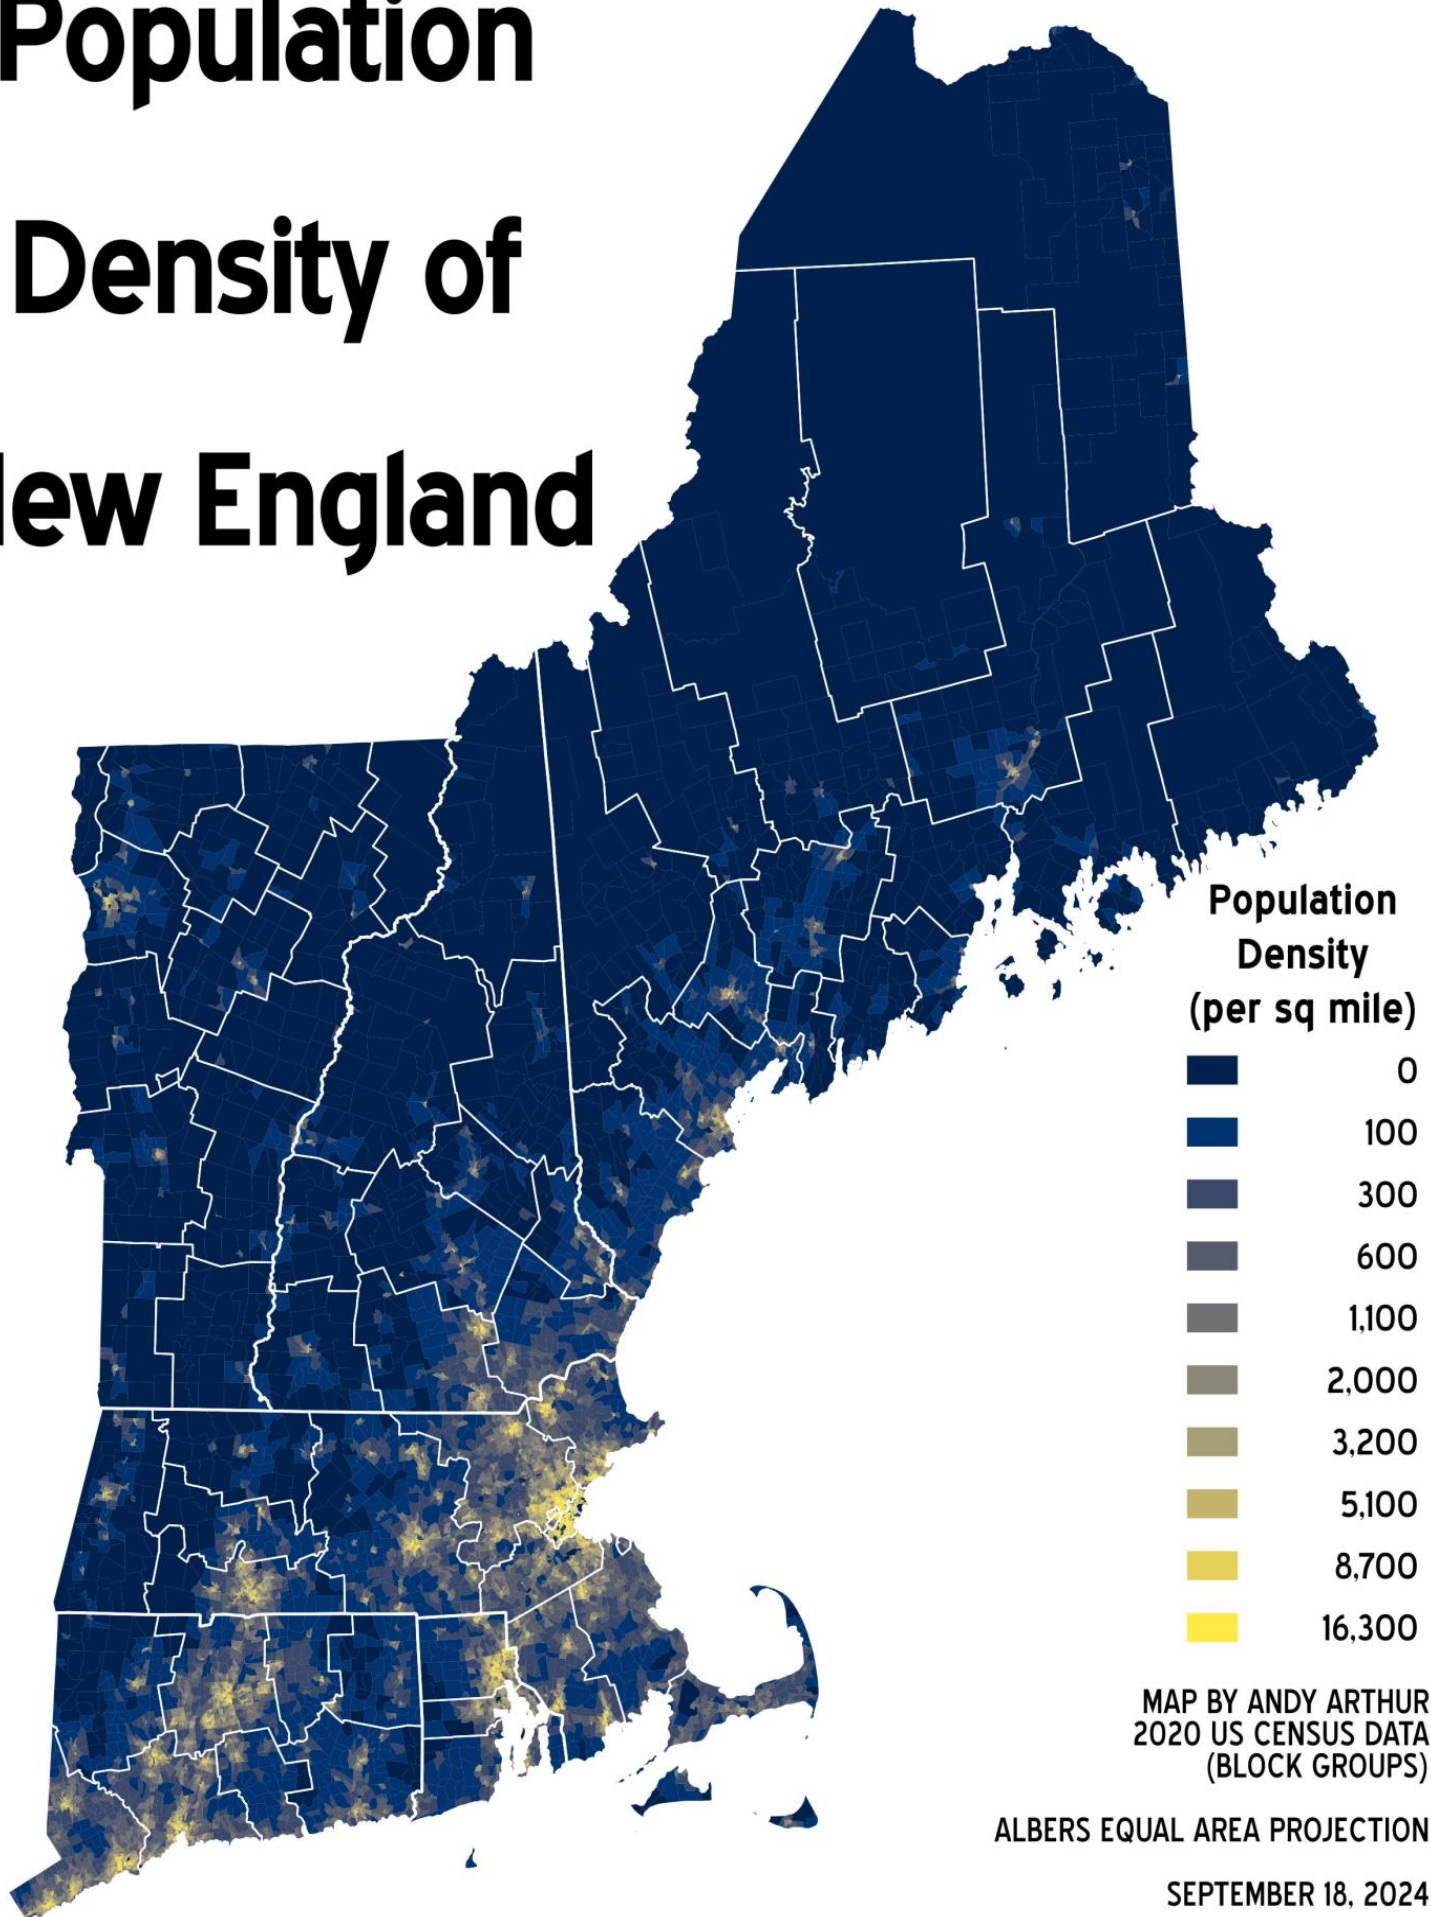 Population
Density of
New England
Population
Density
(per sq mile)
0
100
300
600
1,100
2,000
3,200
5,100
8,700
16,300
MAP BY ANDY ARTHUR
2020 US CENSUS DATA
(BLOCK GROUPS)
ALBERS EQUAL AREA PROJECTION
SEPTEMBER 18, 2024